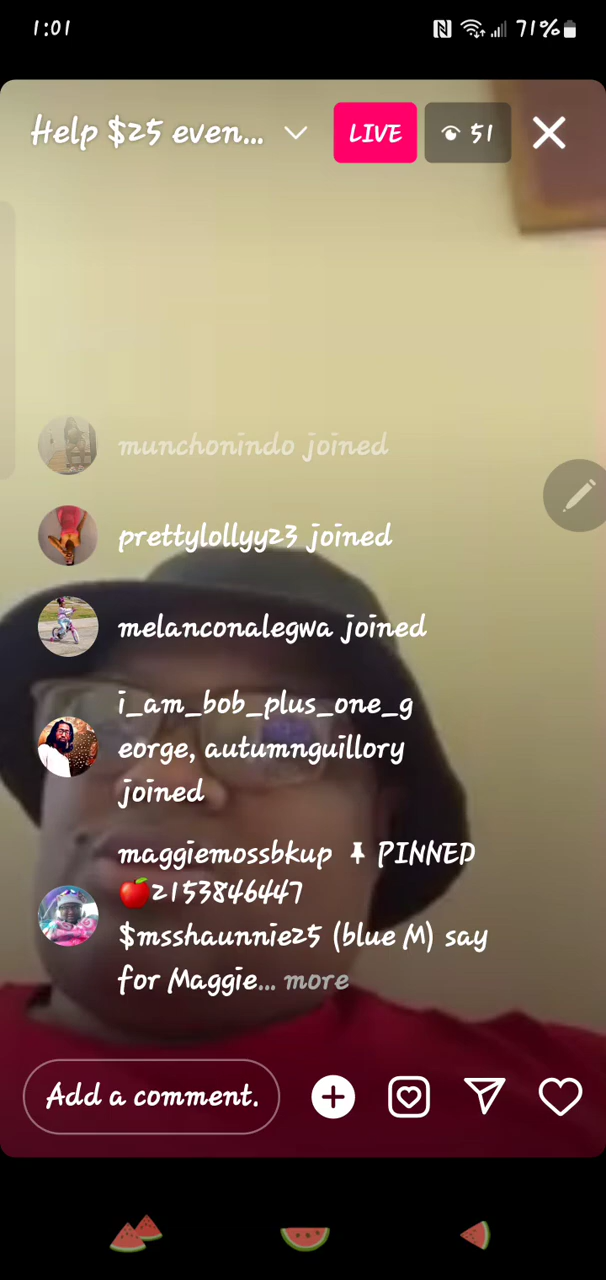 1:01
71%
Help $25 even...
LIVE
51
munchonindo joined
prettylollyy23 joined
melanconalegwa joined
i_am_bob_plus_one_g
eorge, autumnguillory
joined
maggiemossbkup 📌 PINNED
🍎2153846447
$msshaunnie25 (blue M) say
for Maggie... more
Add a comment.